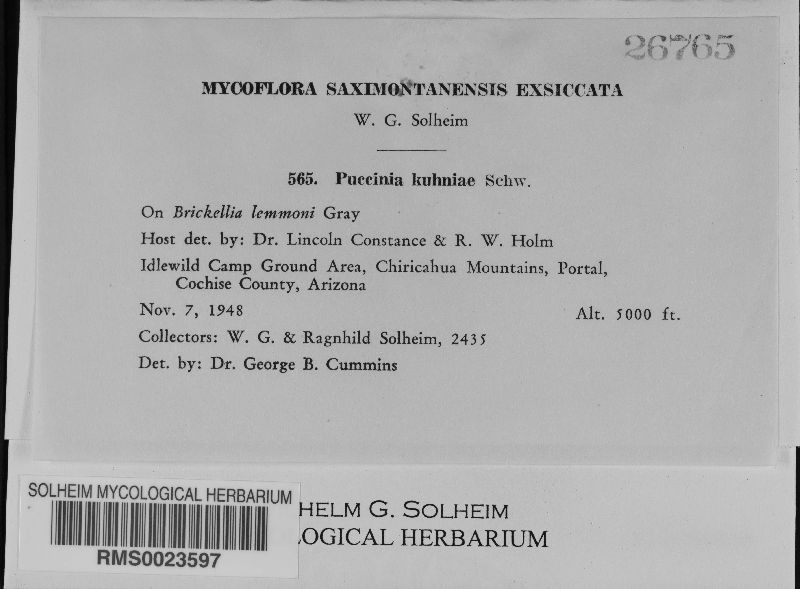 26765
MYCOFLORA SAXIMONTANENSIS EXSICCATA
W. G. Solheim
565. Puccinia kuhniae Schw.
On Brickellia lemmoni Gray
Host det. by: Dr. Lincoln Constance & R. W. Holm
Idlewild Camp Ground Area, Chiricahua Mountains, Portal,
Cochise County, Arizona
Nov. 7, 1948 Alt. 5000 ft.
Collectors: W. G. & Ragnhild Solheim, 2435
Det. by: Dr. George B. Cummins
SOLHEIM MYCOLOGICAL HERBARIUM
RMS0023597
HELM G. SOLHEIM
OGICAL HERBARIUM